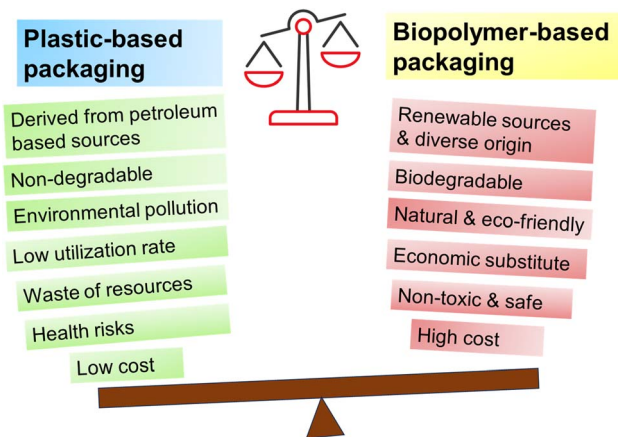 Plastic-based
packaging
Derived from petroleum
based sources
Non-degradable
Environmental pollution
Low utilization rate
Waste of resources
Health risks
Low cost
Biopolymer-based
packaging
Renewable sources
& diverse origin
Biodegradable
Natural & eco-friendly
Economic substitute
Non-toxic & safe
High cost